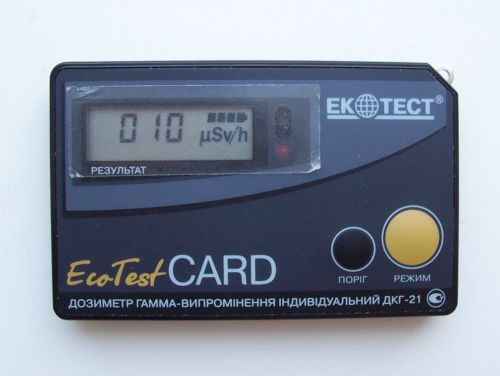 ЕКОТЕСТ®
010 µSv/h
РЕЗУЛЬТАТ
EcoTest CARD
ПОРІГ РЕЖИМ
ДОЗИМЕТР ГАММА-ВИПРОМІНЕННЯ ІНДИВІДУАЛЬНИЙ ДКГ-21